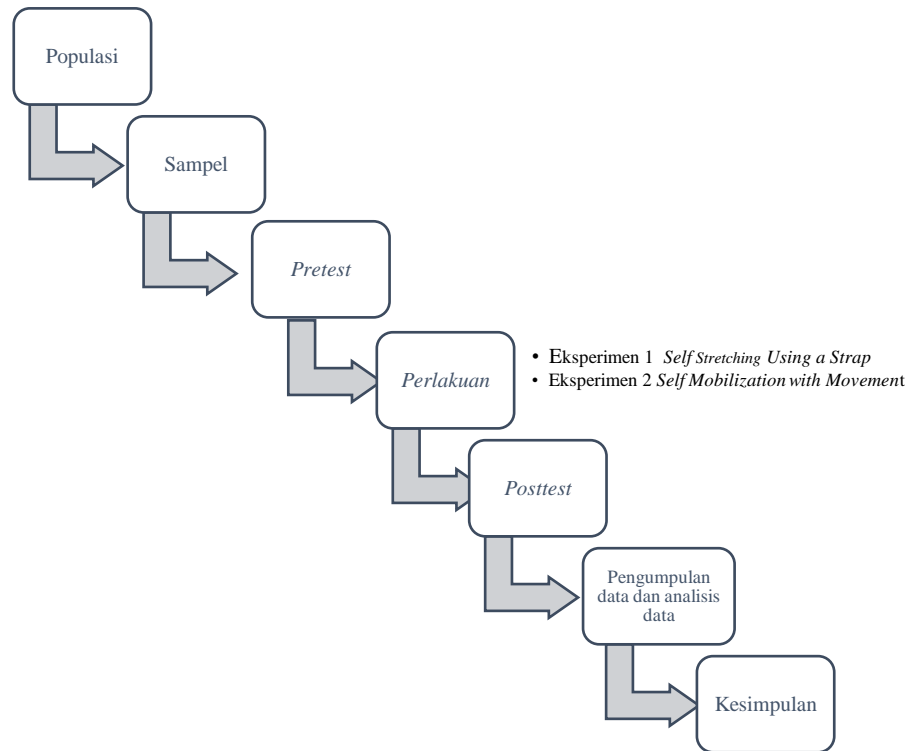 Populasi
Sampel
Pretest
Perlakuan
• Eksperimen 1 Self Stretching Using a Strap
• Eksperimen 2 Self Mobilization with Movement
Posttest
Pengumpulan
data dan analisis
data
Kesimpulan